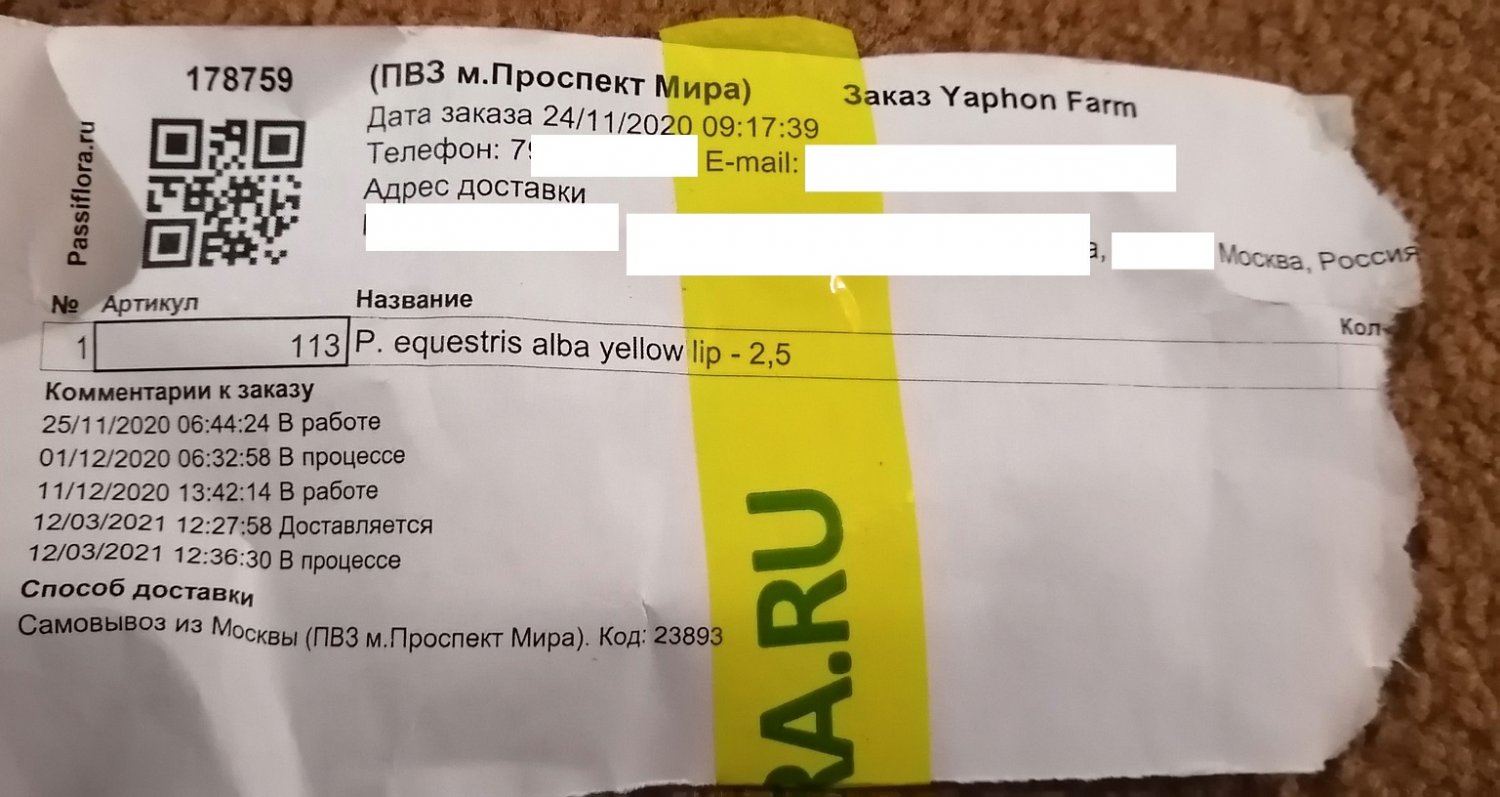 178759
(ПВЗ м.Проспект Мира)
Заказ Yaphon Farm
Passiflora.ru
Дата заказа 24/11/2020 09:17:39
Телефон: 79
E-mail:
Адрес доставки
а, Москва, Россия
№ Артикул Название Кол-
1 113 P. equestris alba yellow lip - 2,5
Комментарии к заказу
25/11/2020 06:44:24 В работе
01/12/2020 06:32:58 В процессе
11/12/2020 13:42:14 В работе
12/03/2021 12:27:58 Доставляется
12/03/2021 12:36:30 В процессе
Способ доставки
Самовывоз из Москвы (ПВЗ м.Проспект Мира). Код: 23893
RA.RU